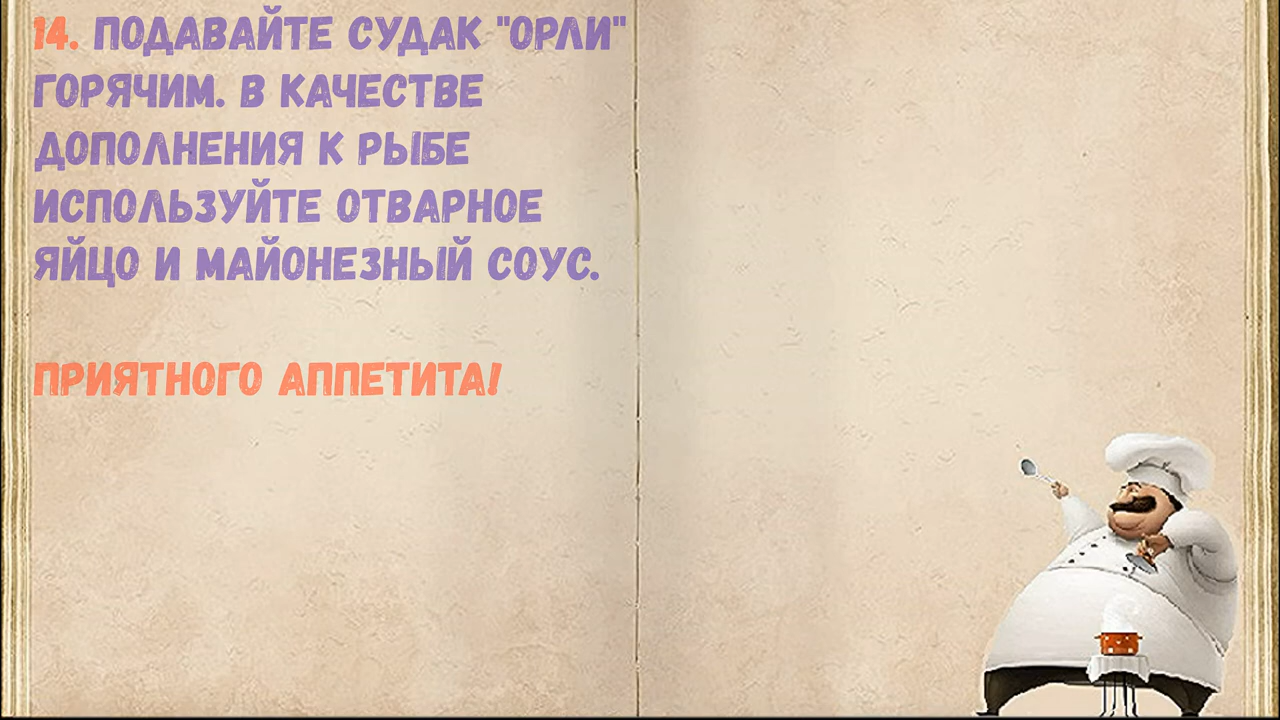 14. ПОДАВАЙТЕ СУДАК "ОРЛИ"
ГОРЯЧИМ. В КАЧЕСТВЕ
ДОПОЛНЕНИЯ К РЫБЕ
ИСПОЛЬЗУЙТЕ ОТВАРНОЕ
ЯЙЦО И МАЙОНЕЗНЫЙ СОУС.
ПРИЯТНОГО АППЕТИТА!